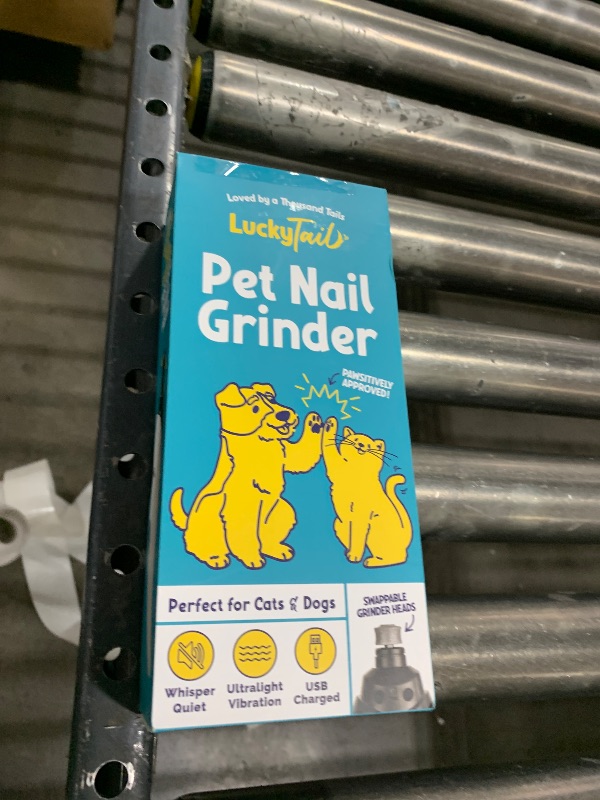 Loved by a Thousand Tailz
LuckyTail
Pet Nail
Grinder
PAWSITIVELY
APPROVED!
Perfect for Cats & Dogs
SWAPPABLE
GRINDER HEADS
Whisper
Quiet
Ultralight
Vibration
USB
Charged